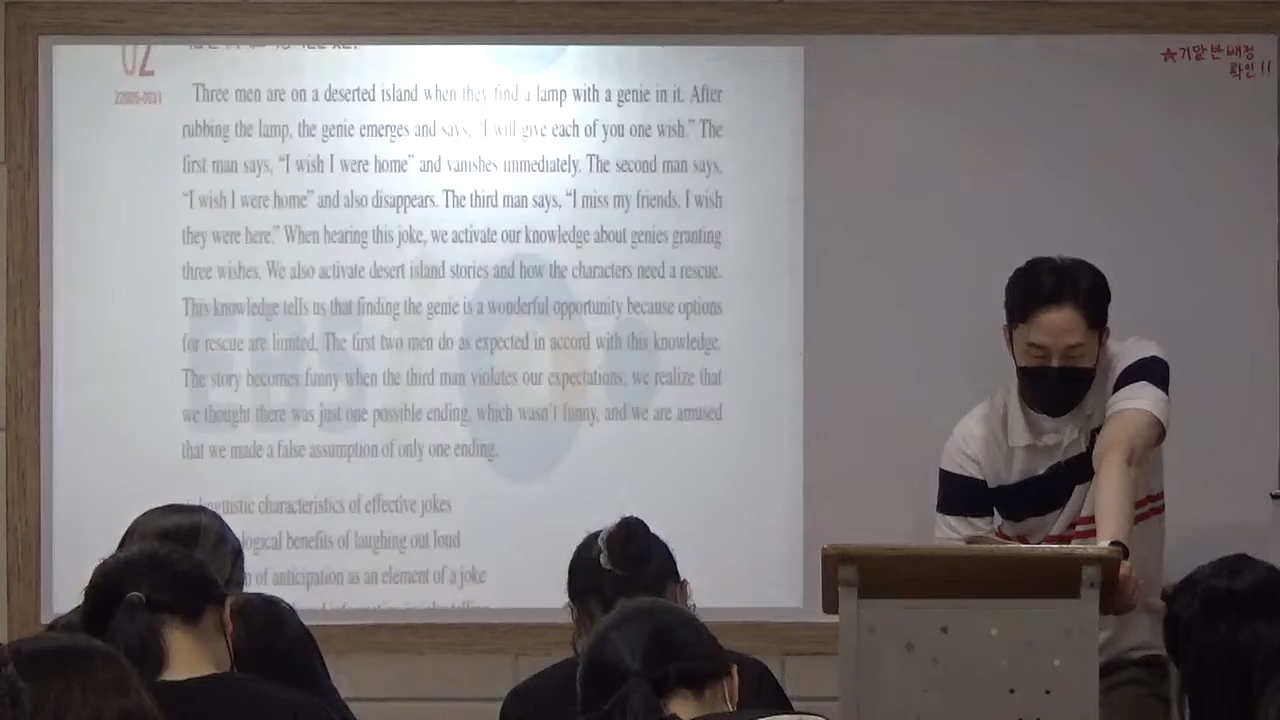 02
22005-0031
Three men are on a deserted island when they find a lamp with a genie in it. After
rubbing the lamp, the genie emerges and says, “I will give each of you one wish.” The
first man says, “I wish I were home” and vanishes immediately. The second man says,
“I wish I were home” and also disappears. The third man says, “I miss my friends. I wish
they were here.” When hearing this joke, we activate our knowledge about genies granting
three wishes. We also activate desert island stories and how the characters need a rescue.
This knowledge tells us that finding the genie is a wonderful opportunity because options
for rescue are limited. The first two men do as expected in accord with this knowledge.
The story becomes funny when the third man violates our expectations; we realize that
we thought there was just one possible ending, which wasn’t funny, and we are amused
that we made a false assumption of only one ending.
linguistic characteristics of effective jokes
benefits of laughing out loud
of anticipation as an element of a joke
★기말 반 배정
확인!!